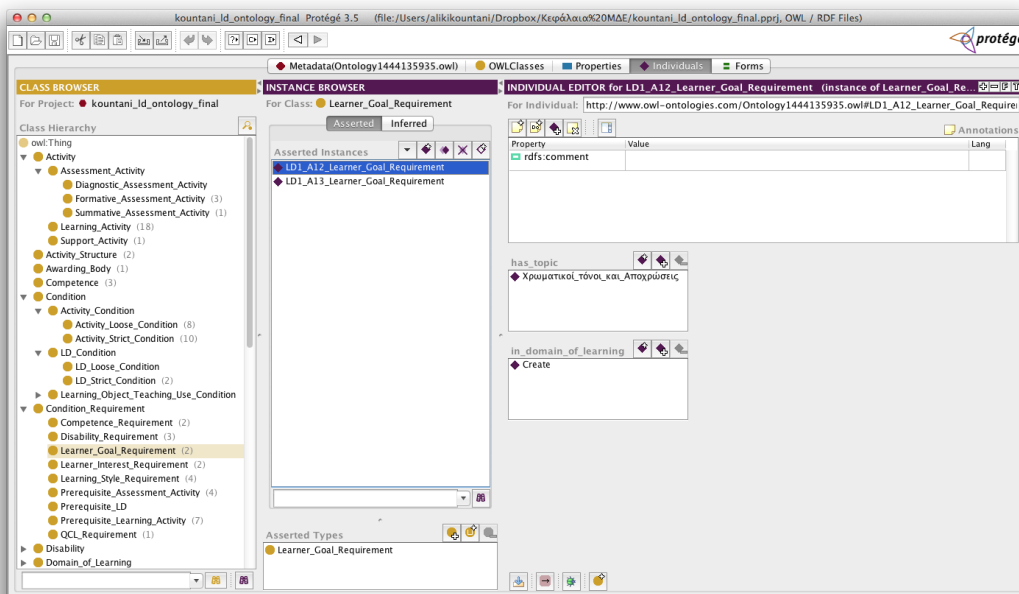 kountani_ld_ontology_final Protégé 3.5 (file:/Users/alikikountani/Dropbox/Κεφάλαια%20ΜΔΕ/kountani_ld_ontology_final.pprj, OWL / RDF Files)
protégé
Metadata(Ontology1444135935.owl) OWLClasses Properties Individuals Forms
CLASS BROWSER
For Project: kountani_ld_ontology_final
Class Hierarchy
owl:Thing
Activity
Assessment_Activity
Diagnostic_Assessment_Activity
Formative_Assessment_Activity (3)
Summative_Assessment_Activity (1)
Learning_Activity (18)
Support_Activity (1)
Activity_Structure (2)
Awarding_Body (1)
Competence (3)
Condition
Activity_Condition
Activity_Loose_Condition (8)
Activity_Strict_Condition (10)
LD_Condition
LD_Loose_Condition
LD_Strict_Condition (2)
Learning_Object_Teaching_Use_Condition
Condition_Requirement
Competence_Requirement (2)
Disability_Requirement (3)
Learner_Goal_Requirement (2)
Learner_Interest_Requirement (2)
Learning_Style_Requirement (4)
Prerequisite_Assessment_Activity (4)
Prerequisite_LD
Prerequisite_Learning_Activity (7)
QCL_Requirement (1)
Disability
Domain_of_Learning
INSTANCE BROWSER
For Class: Learner_Goal_Requirement
Asserted Inferred
Asserted Instances
LD1_A12_Learner_Goal_Requirement
LD1_A13_Learner_Goal_Requirement
Asserted Types
Learner_Goal_Requirement
INDIVIDUAL EDITOR for LD1_A12_Learner_Goal_Requirement (instance of Learner_Goal_Re...
For Individual: http://www.owl-ontologies.com/Ontology1444135935.owl#LD1_A12_Learner_Goal_Requirer
Annotations
Property Value Lang
rdfs:comment
has_topic
Χρωματικοί_τόνοι_και_Αποχρώσεις
in_domain_of_learning
Create